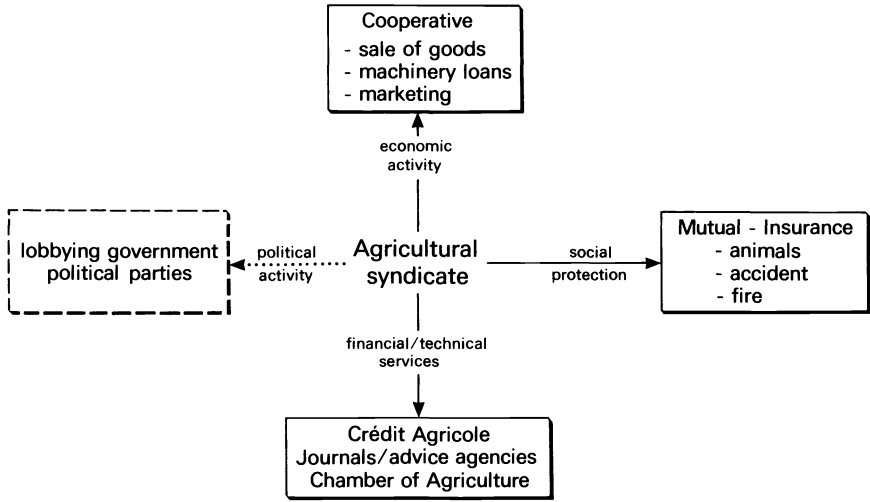 Cooperative
- sale of goods
- machinery loans
- marketing
economic
activity
lobbying government
political parties
political
activity
Agricultural
syndicate
social
protection
Mutual - Insurance
- animals
- accident
- fire
financial/technical
services
Crédit Agricole
Journals/advice agencies
Chamber of Agriculture